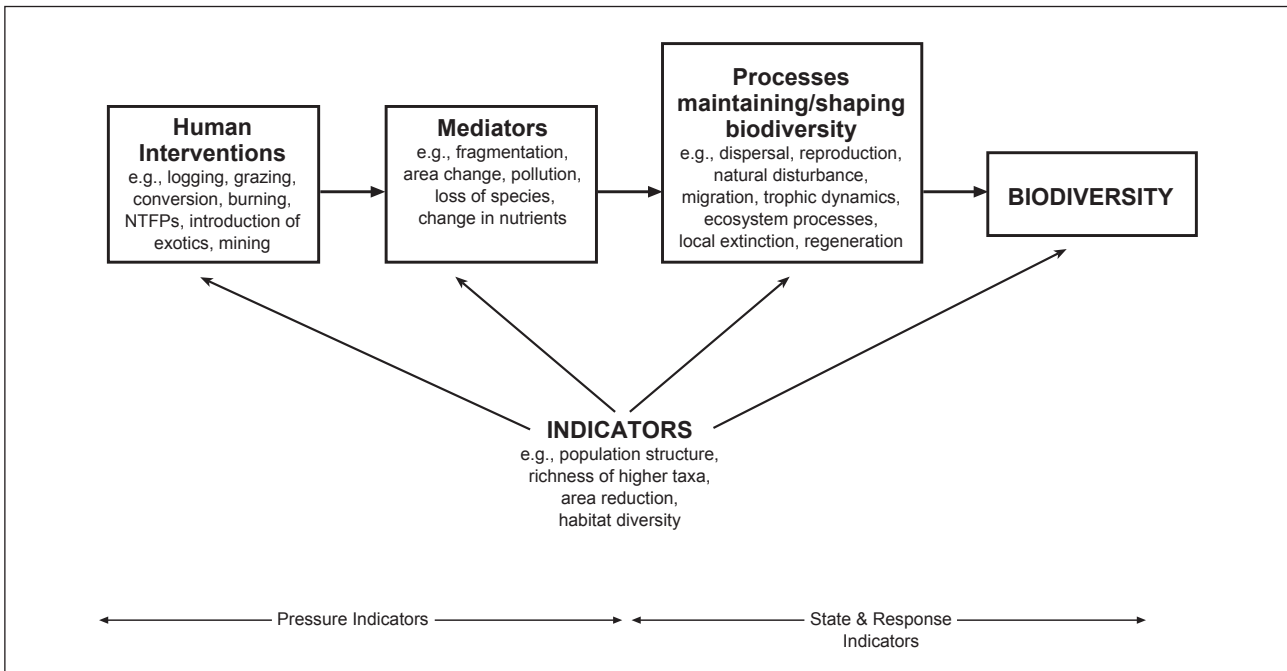 Human
Interventions
e.g., logging, grazing,
conversion, burning,
NTFPs, introduction of
exotics, mining
Mediators
e.g., fragmentation,
area change, pollution,
loss of species,
change in nutrients
Processes
maintaining/shaping
biodiversity
e.g., dispersal, reproduction,
natural disturbance,
migration, trophic dynamics,
ecosystem processes,
local extinction, regeneration
BIODIVERSITY
INDICATORS
e.g., population structure,
richness of higher taxa,
area reduction,
habitat diversity
Pressure Indicators
State & Response
Indicators